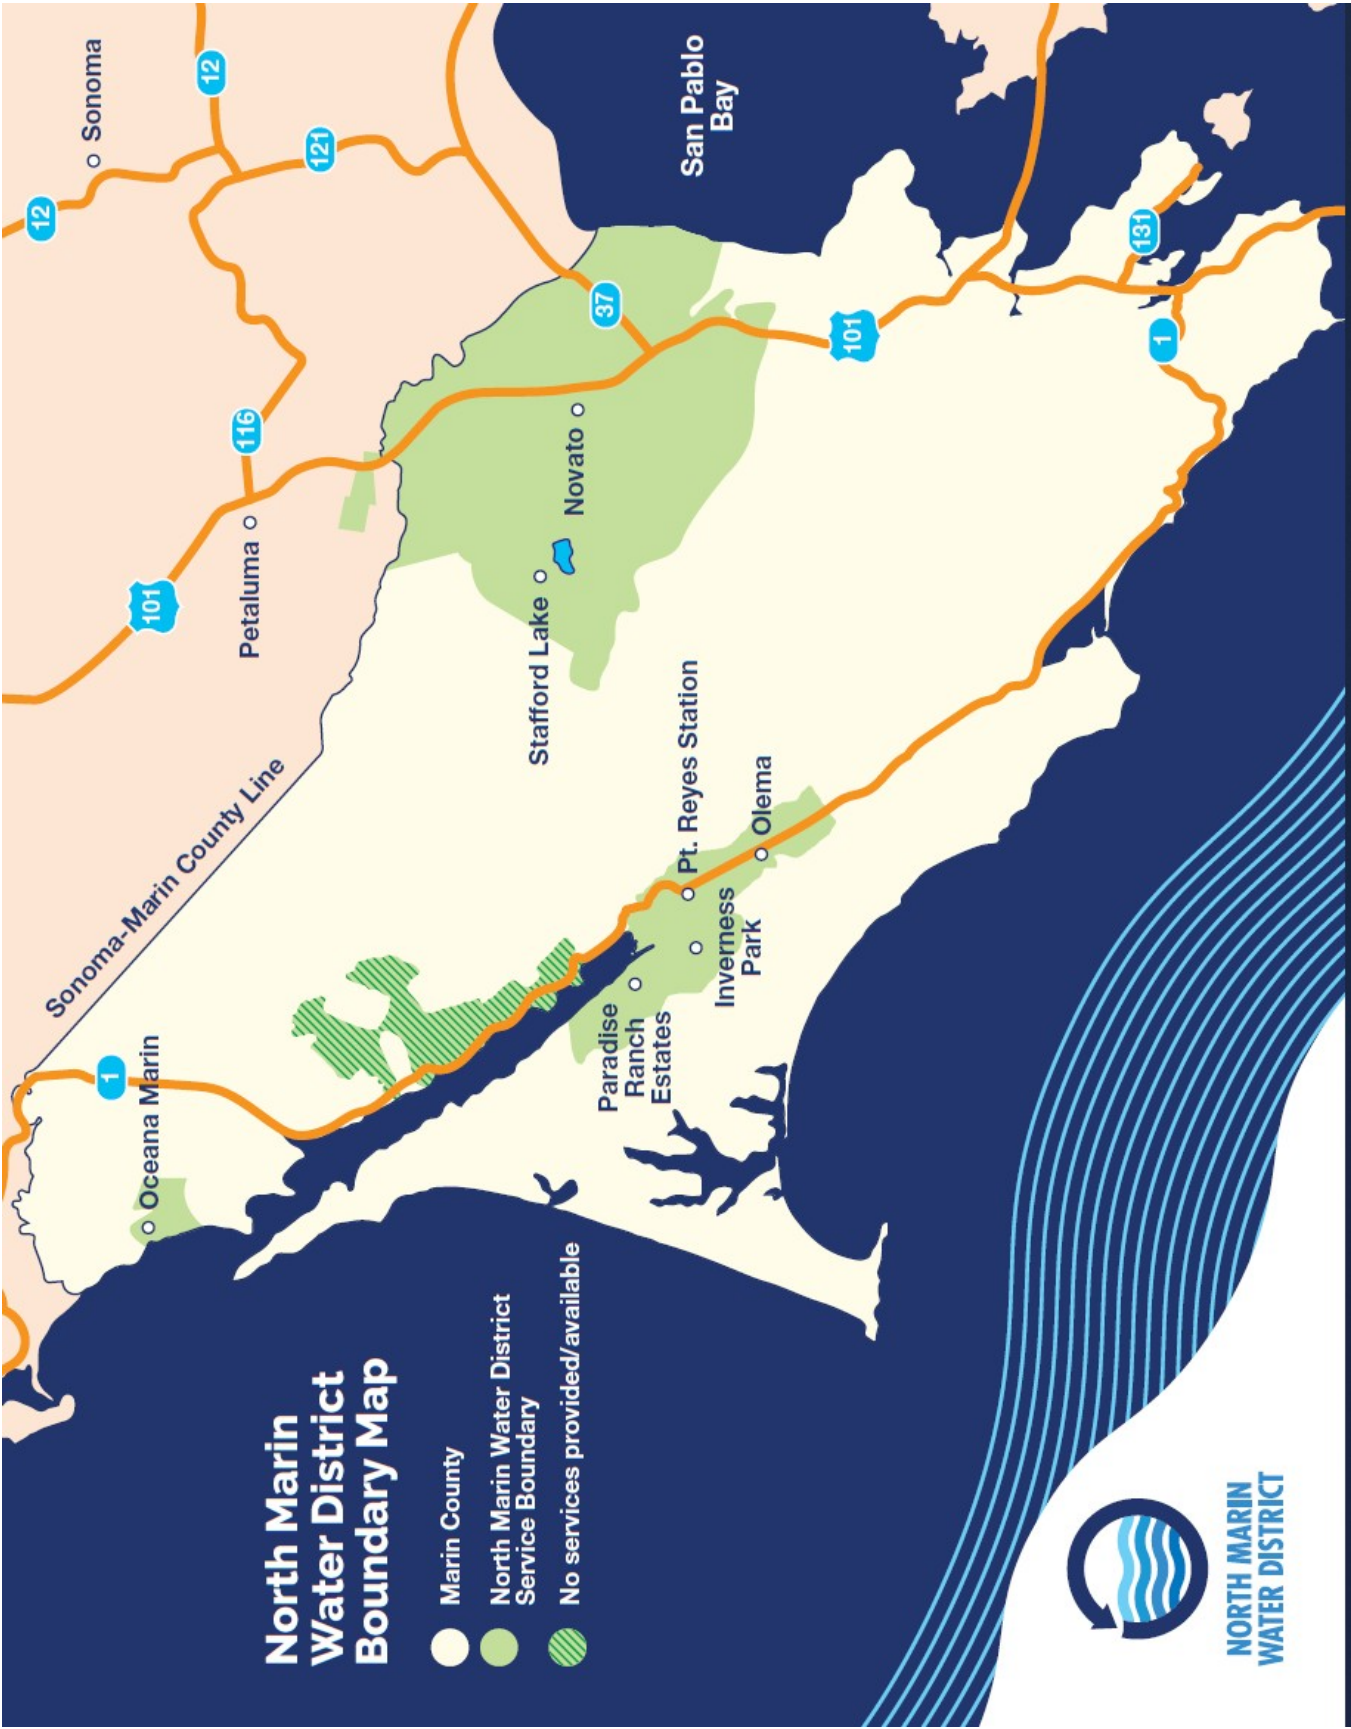 North Marin
Water District
Boundary Map
Marin County
North Marin Water District
Service Boundary
No services provided/available
Sonoma-Marin County Line
Oceana Marin
1
Paradise
Ranch
Estates
Inverness
Park
Pt. Reyes Station
Olema
Stafford Lake
Novato
Petaluma
101
116
12
Sonoma
12
121
37
San Pablo
Bay
101
131
1
NORTH MARIN
WATER DISTRICT